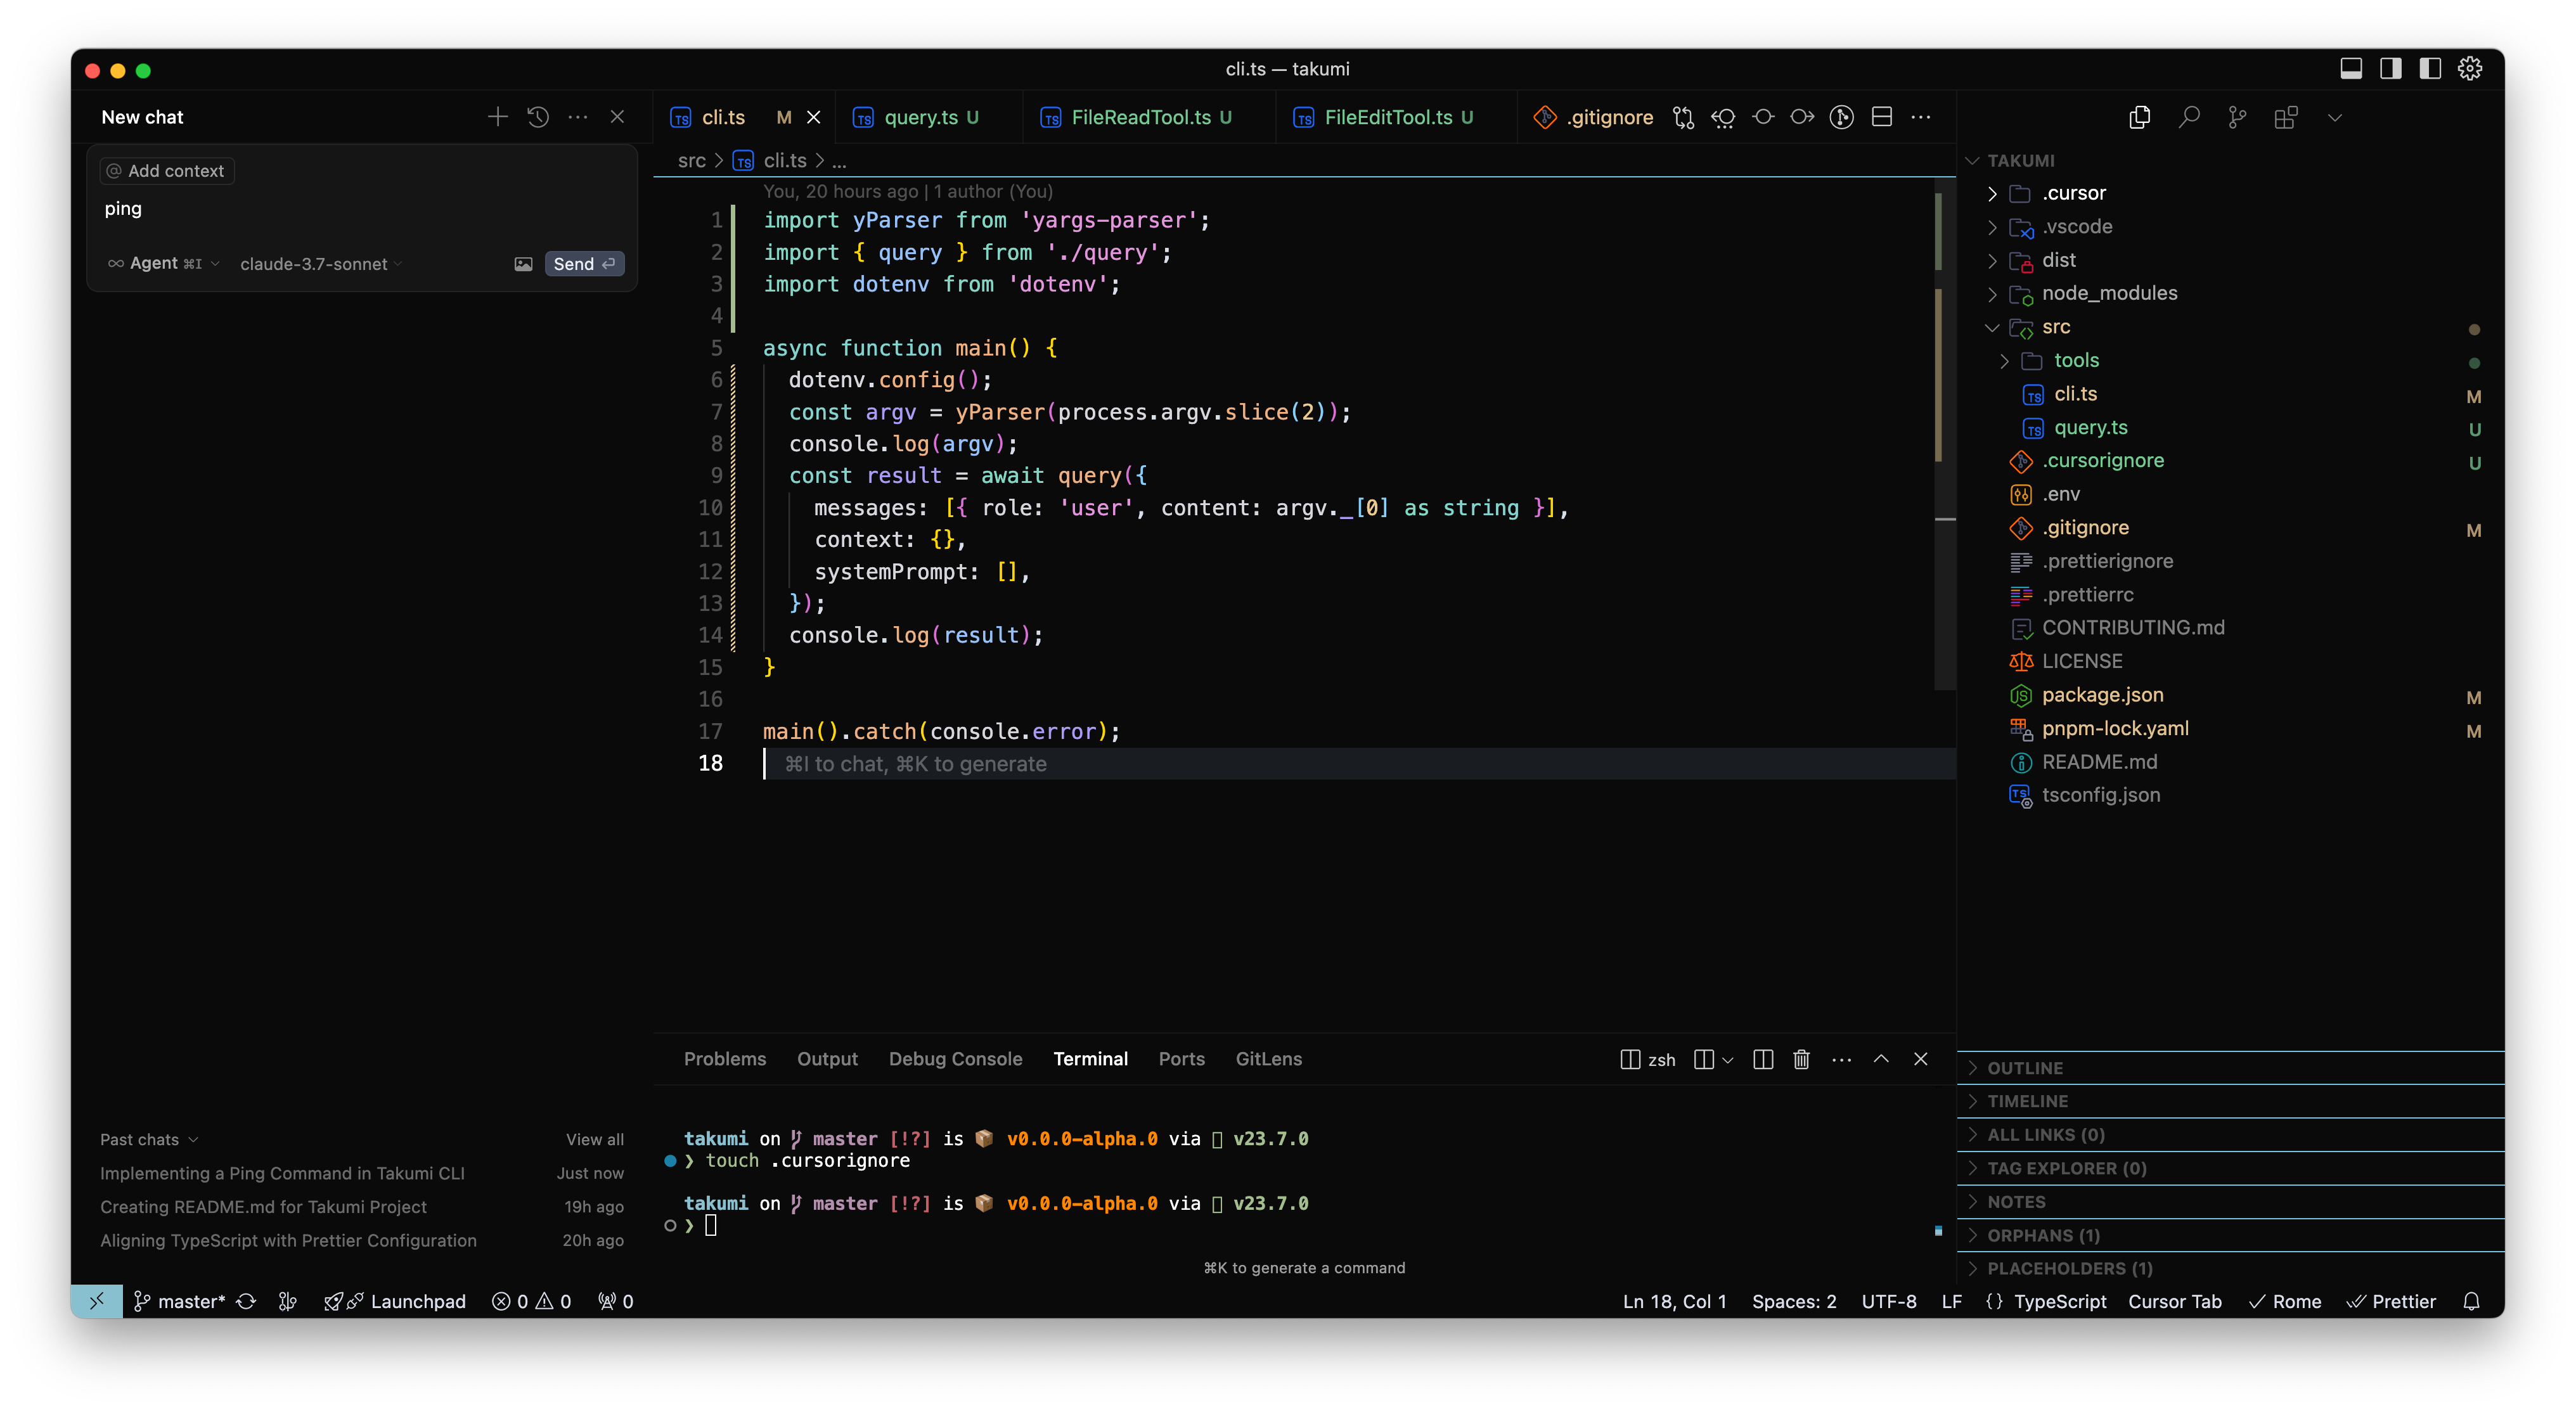 cli.ts — takumi
New chat
cli.ts M
query.ts U
FileReadTool.ts U
FileEditTool.ts U
.gitignore
@ Add context
ping
∞ Agent ⌘I
claude-3.7-sonnet
Send ⏎
src > TS cli.ts > ...
You, 20 hours ago | 1 author (You)
1 import yParser from 'yargs-parser';
2 import { query } from './query';
3 import dotenv from 'dotenv';
4
5 async function main() {
6   dotenv.config();
7   const argv = yParser(process.argv.slice(2));
8   console.log(argv);
9   const result = await query({
10     messages: [{ role: 'user', content: argv._[0] as string }],
11     context: {},
12     systemPrompt: [],
13   });
14   console.log(result);
15 }
16
17 main().catch(console.error);
18 ⌘I to chat, ⌘K to generate
TAKUMI
.cursor
.vscode
dist
node_modules
src
tools
TS cli.ts M
TS query.ts U
.cursorignore U
.env
.gitignore M
.prettierignore
.prettierrc
CONTRIBUTING.md
LICENSE
package.json M
pnpm-lock.yaml M
README.md
tsconfig.json
OUTLINE
TIMELINE
ALL LINKS (0)
TAG EXPLORER (0)
NOTES
ORPHANS (1)
PLACEHOLDERS (1)
Problems Output Debug Console Terminal Ports GitLens
zsh
takumi on master [!?] is 📦 v0.0.0-alpha.0 via v23.7.0
❯ touch .cursorignore
takumi on master [!?] is 📦 v0.0.0-alpha.0 via v23.7.0
❯
⌘K to generate a command
Past chats View all
Implementing a Ping Command in Takumi CLI Just now
Creating README.md for Takumi Project 19h ago
Aligning TypeScript with Prettier Configuration 20h ago
master* Launchpad 0 0 0
Ln 18, Col 1 Spaces: 2 UTF-8 LF {} TypeScript Cursor Tab Rome Prettier